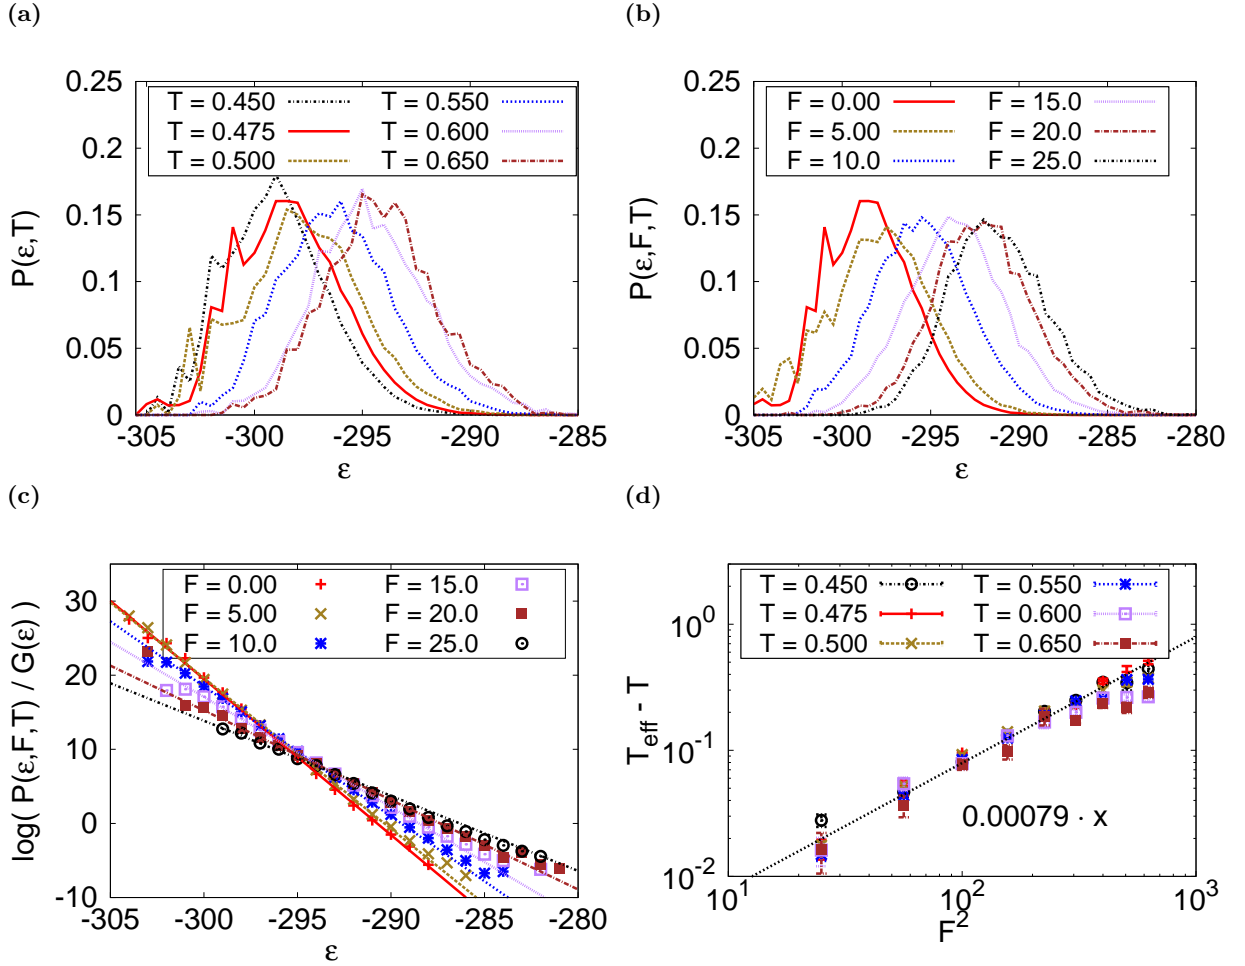 (a)
0.25
0.2
0.15
0.1
0.05
0
P(ε,T)
T = 0.450
T = 0.475
T = 0.500
T = 0.550
T = 0.600
T = 0.650
-305 -300 -295 -290 -285
ε
(b)
0.25
0.2
0.15
0.1
0.05
0
P(ε,F,T)
F = 0.00
F = 5.00
F = 10.0
F = 15.0
F = 20.0
F = 25.0
-305 -300 -295 -290 -285 -280
ε
(c)
30
20
10
0
-10
log( P(ε,F,T) / G(ε) )
F = 0.00
F = 5.00
F = 10.0
F = 15.0
F = 20.0
F = 25.0
-305 -300 -295 -290 -285 -280
ε
(d)
10⁰
10⁻¹
10⁻²
T_eff - T
T = 0.450
T = 0.475
T = 0.500
T = 0.550
T = 0.600
T = 0.650
0.00079 · x
10¹ 10² 10³
F²